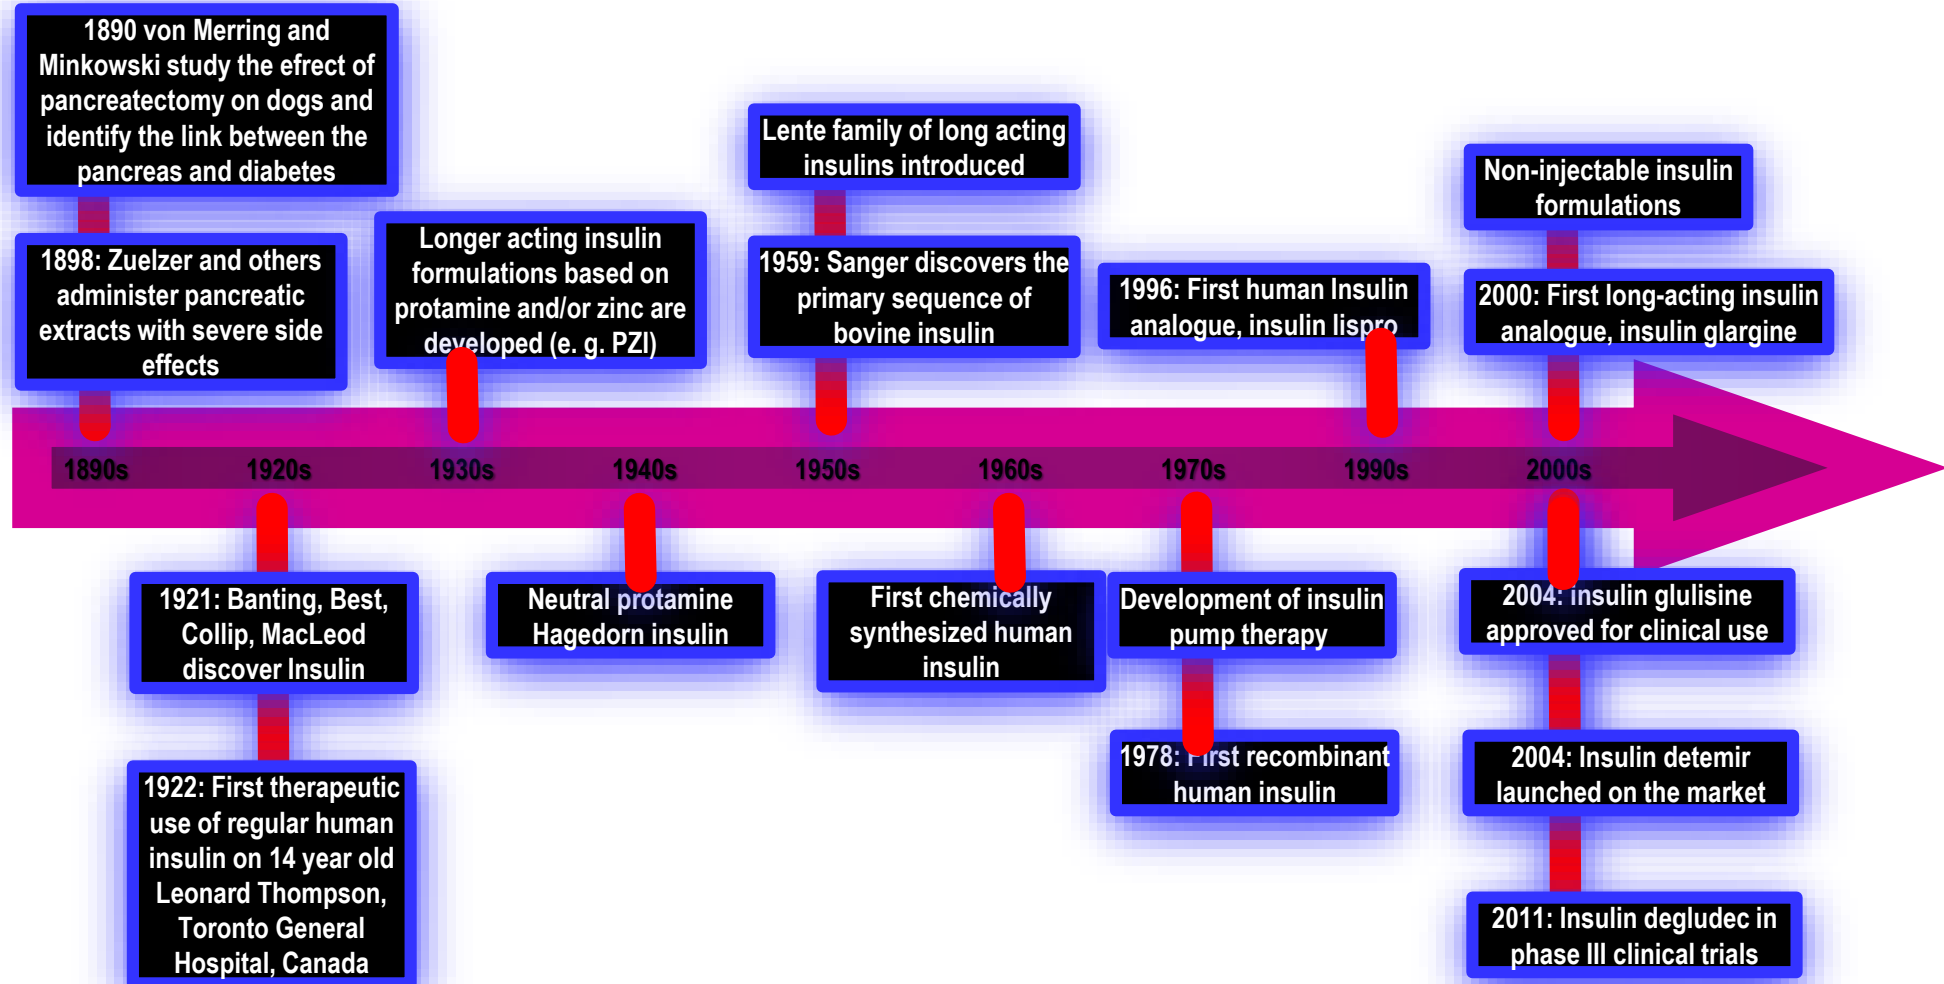 1890 von Merring and
Minkowski study the efrect of
pancreatectomy on dogs and
identify the link between the
pancreas and diabetes
1898: Zuelzer and others
administer pancreatic
extracts with severe side
effects
Longer acting insulin
formulations based on
protamine and/or zinc are
developed (e. g. PZI)
Lente family of long acting
insulins introduced
1959: Sanger discovers the
primary sequence of
bovine insulin
1996: First human Insulin
analogue, insulin lispro
Non-injectable insulin
formulations
2000: First long-acting insulin
analogue, insulin glargine
1890s 1920s 1930s 1940s 1950s 1960s 1970s 1990s 2000s
1921: Banting, Best,
Collip, MacLeod
discover Insulin
1922: First therapeutic
use of regular human
insulin on 14 year old
Leonard Thompson,
Toronto General
Hospital, Canada
Neutral protamine
Hagedorn insulin
First chemically
synthesized human
insulin
Development of insulin
pump therapy
1978: First recombinant
human insulin
2004: insulin glulisine
approved for clinical use
2004: Insulin detemir
launched on the market
2011: Insulin degludec in
phase III clinical trials